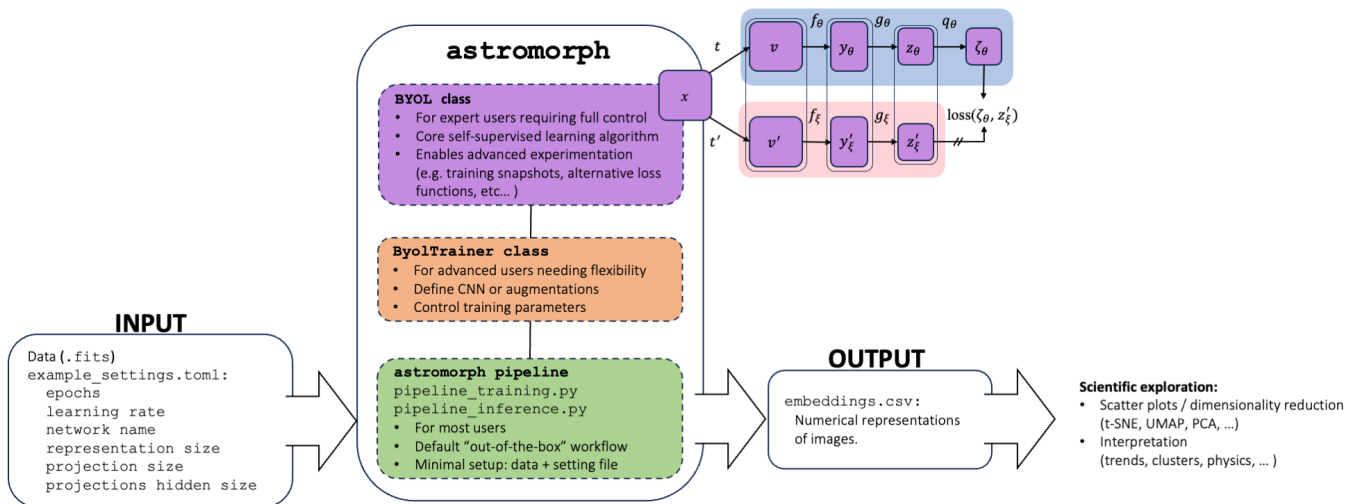 INPUT
Data (.fits)
example_settings.toml:
epochs
learning rate
network name
representation size
projection size
projections hidden size
astromorph
BYOL class
• For expert users requiring full control
• Core self-supervised learning algorithm
• Enables advanced experimentation
(e.g. training snapshots, alternative loss
functions, etc… )
ByolTrainer class
• For advanced users needing flexibility
• Define CNN or augmentations
• Control training parameters
astromorph pipeline
pipeline_training.py
pipeline_inference.py
• For most users
• Default “out-of-the-box” workflow
• Minimal setup: data + setting file
x
t
v
f_θ
y_θ
g_θ
z_θ
q_θ
ζ_θ
loss(ζ_θ, z′_ξ)
t′
v′
f_ξ
y′_ξ
g_ξ
z′_ξ
OUTPUT
embeddings.csv:
Numerical representations
of images.
Scientific exploration:
• Scatter plots / dimensionality reduction
(t-SNE, UMAP, PCA, …)
• Interpretation
(trends, clusters, physics, … )